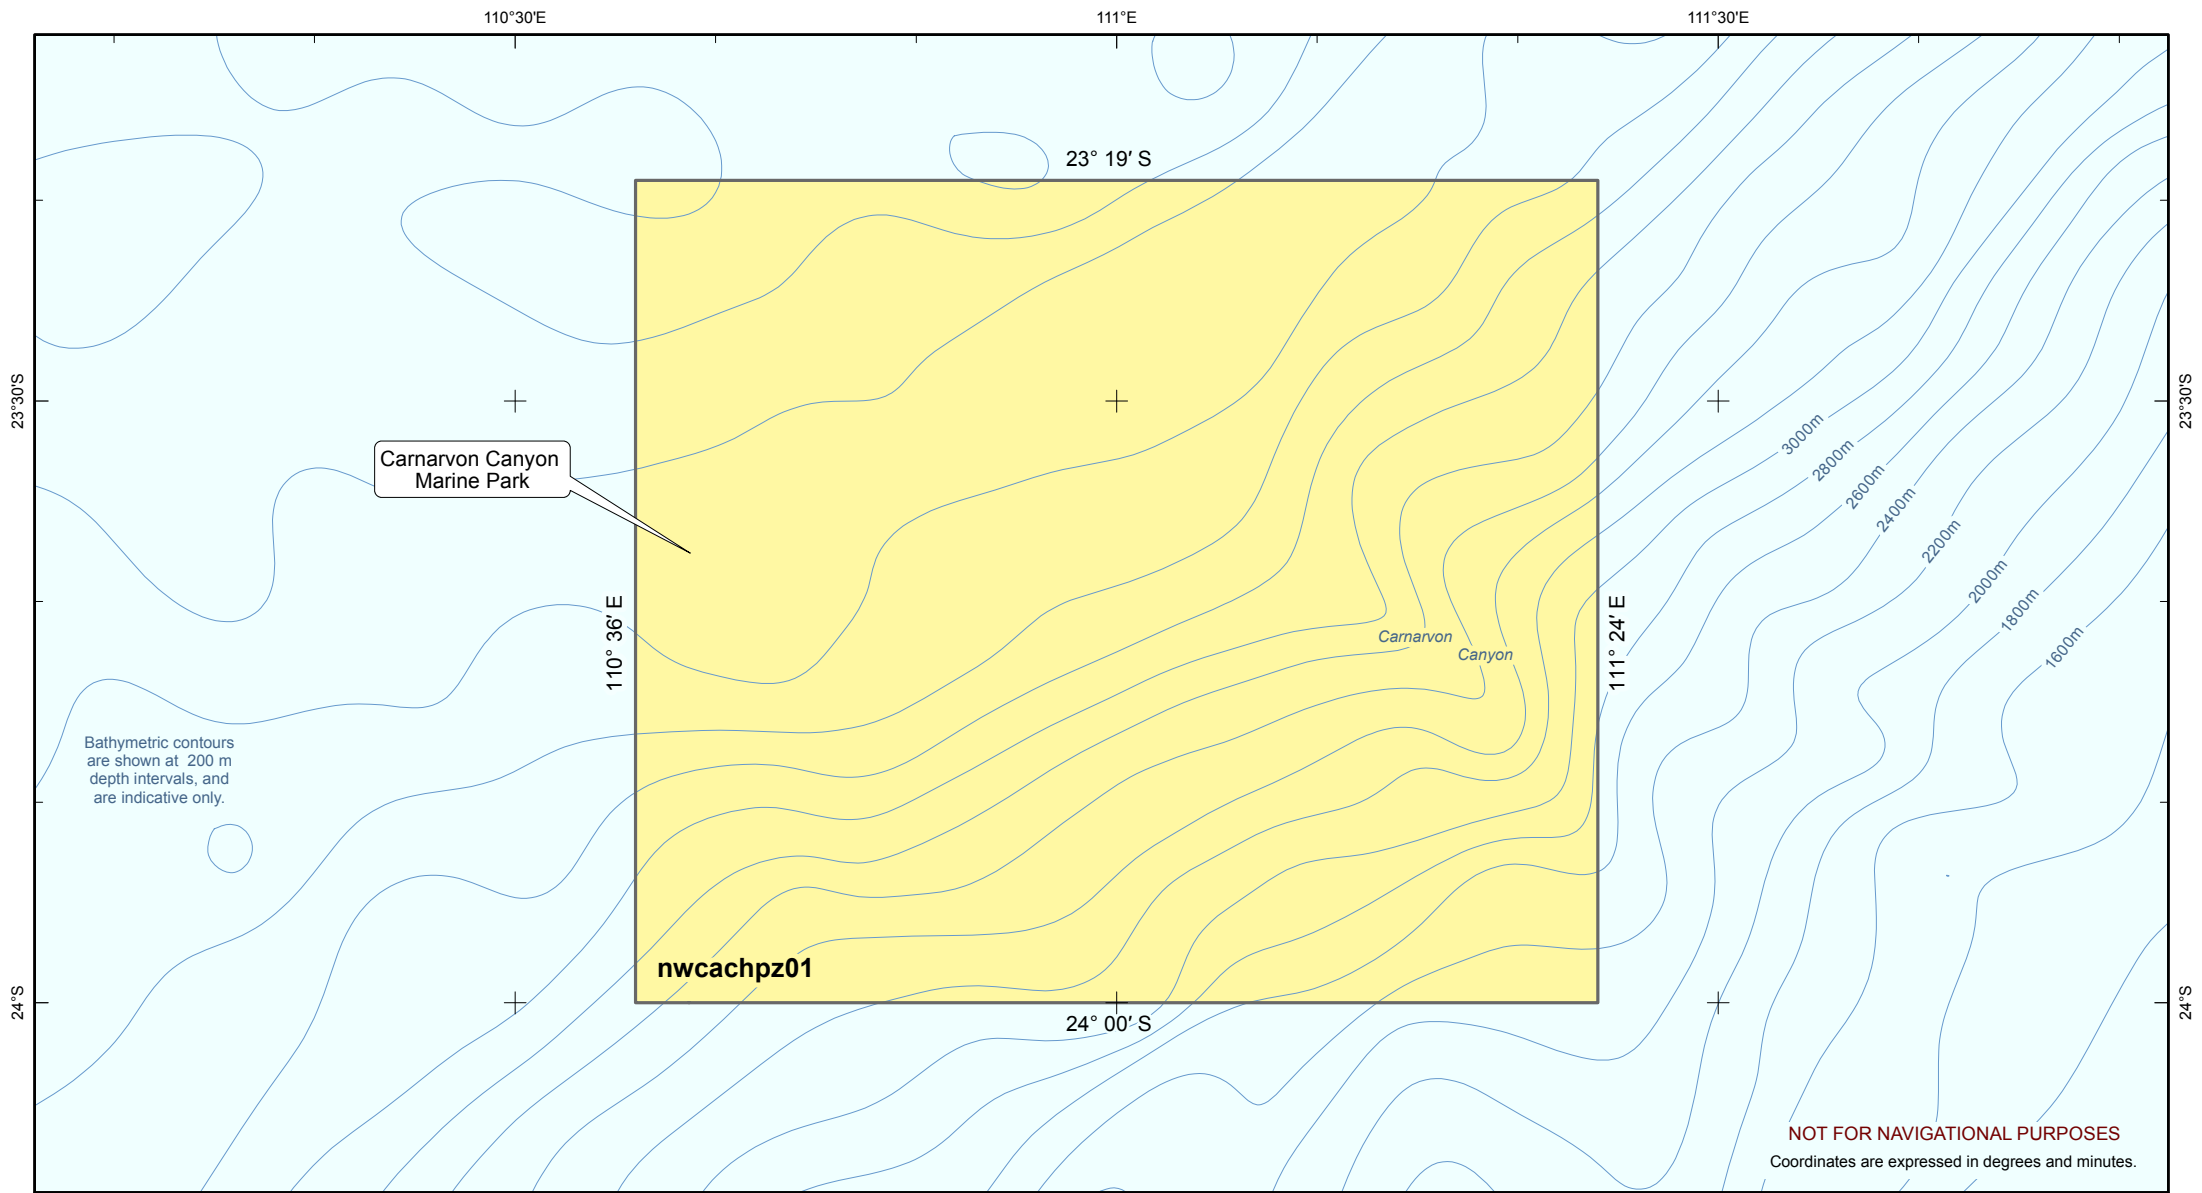 110°30'E
111°E
111°30'E
23° 19′ S
23°30'S
23°30'S
Carnarvon Canyon
Marine Park
3000m
2800m
2600m
2400m
2200m
2000m
1800m
1600m
110° 36′ E
111° 24′ E
Carnarvon
Canyon
Bathymetric contours
are shown at 200 m
depth intervals, and
are indicative only.
nwcachpz01
24°S
24°S
24° 00′ S
NOT FOR NAVIGATIONAL PURPOSES
Coordinates are expressed in degrees and minutes.